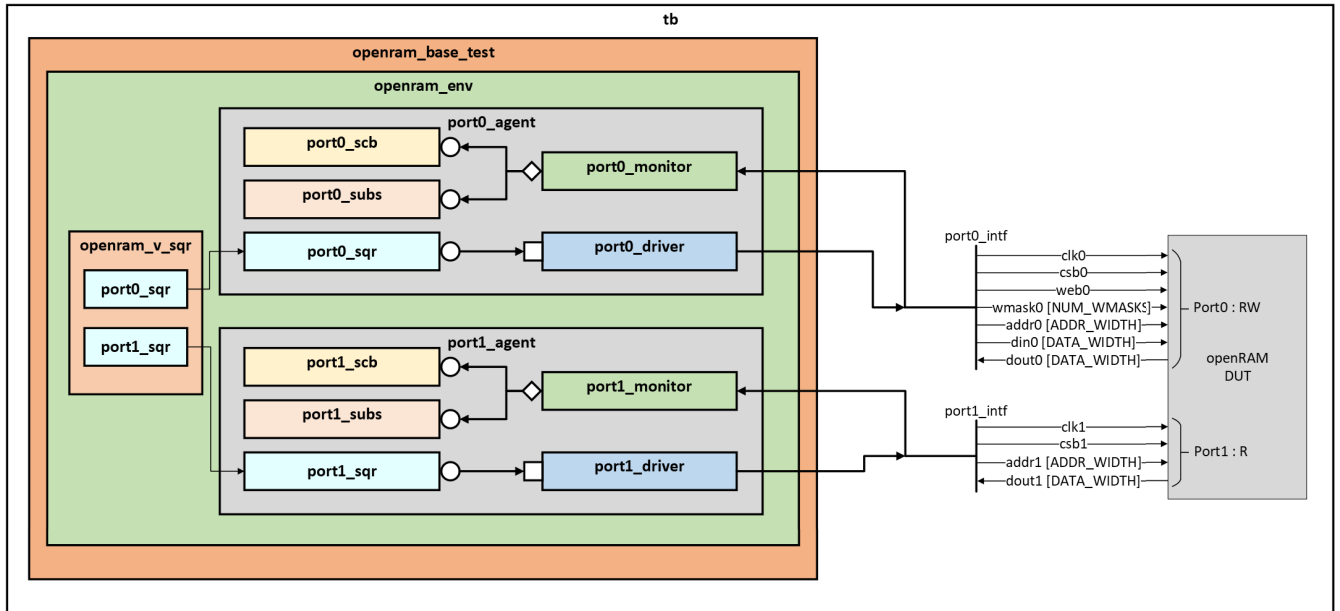 tb
openram_base_test
openram_env
port0_agent
port0_scb
port0_monitor
port0_subs
openram_v_sqr
port0_sqr
port1_sqr
port0_sqr
port0_driver
port1_agent
port1_scb
port1_monitor
port1_subs
port1_sqr
port1_driver
port0_intf
clk0
csb0
web0
wmask0 [NUM_WMASKS]
addr0 [ADDR_WIDTH]
din0 [DATA_WIDTH]
dout0 [DATA_WIDTH]
Port0 : RW
openRAM
DUT
port1_intf
clk1
csb1
addr1 [ADDR_WIDTH]
dout1 [DATA_WIDTH]
Port1 : R